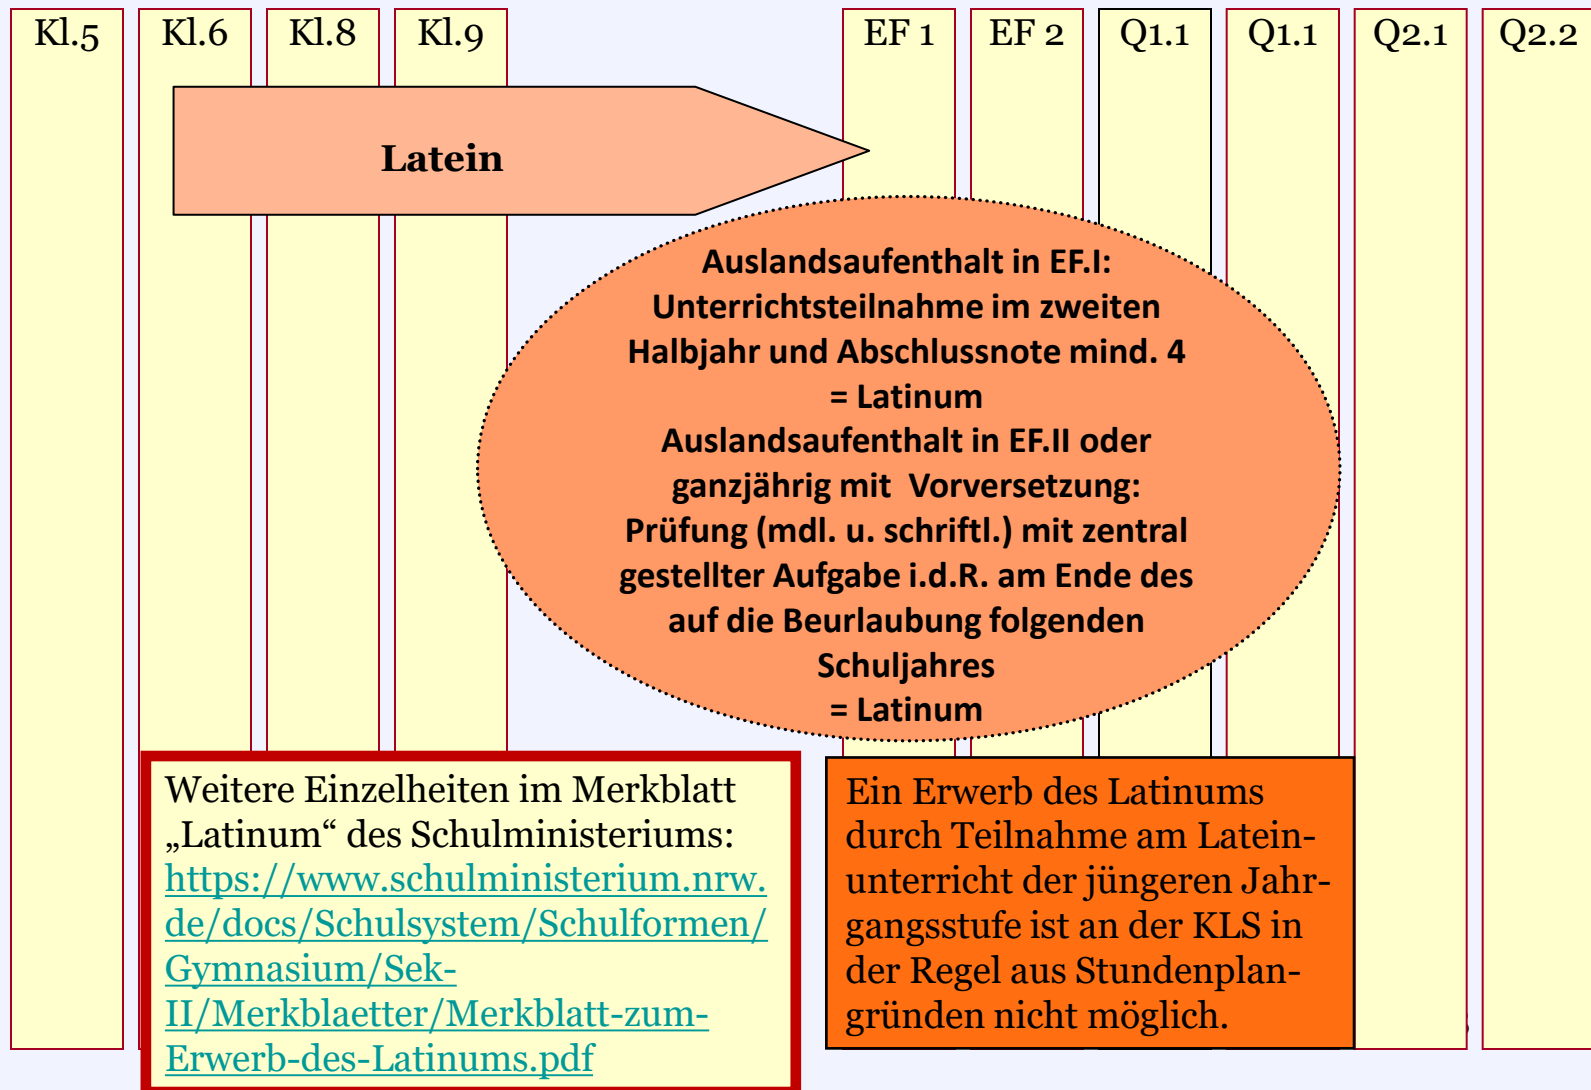 Kl.5 Kl.6 Kl.8 Kl.9 EF 1 EF 2 Q1.1 Q1.1 Q2.1 Q2.2
Latein
Auslandsaufenthalt in EF.I:
Unterrichtsteilnahme im zweiten
Halbjahr und Abschlussnote mind. 4
= Latinum
Auslandsaufenthalt in EF.II oder
ganzjährig mit Vorversetzung:
Prüfung (mdl. u. schriftl.) mit zentral
gestellter Aufgabe i.d.R. am Ende des
auf die Beurlaubung folgenden
Schuljahres
= Latinum
Weitere Einzelheiten im Merkblatt
„Latinum“ des Schulministeriums:
https://www.schulministerium.nrw.
de/docs/Schulsystem/Schulformen/
Gymnasium/Sek-
II/Merkblaetter/Merkblatt-zum-
Erwerb-des-Latinums.pdf
Ein Erwerb des Latinums
durch Teilnahme am Latein-
unterricht der jüngeren Jahr-
gangsstufe ist an der KLS in
der Regel aus Stundenplan-
gründen nicht möglich.